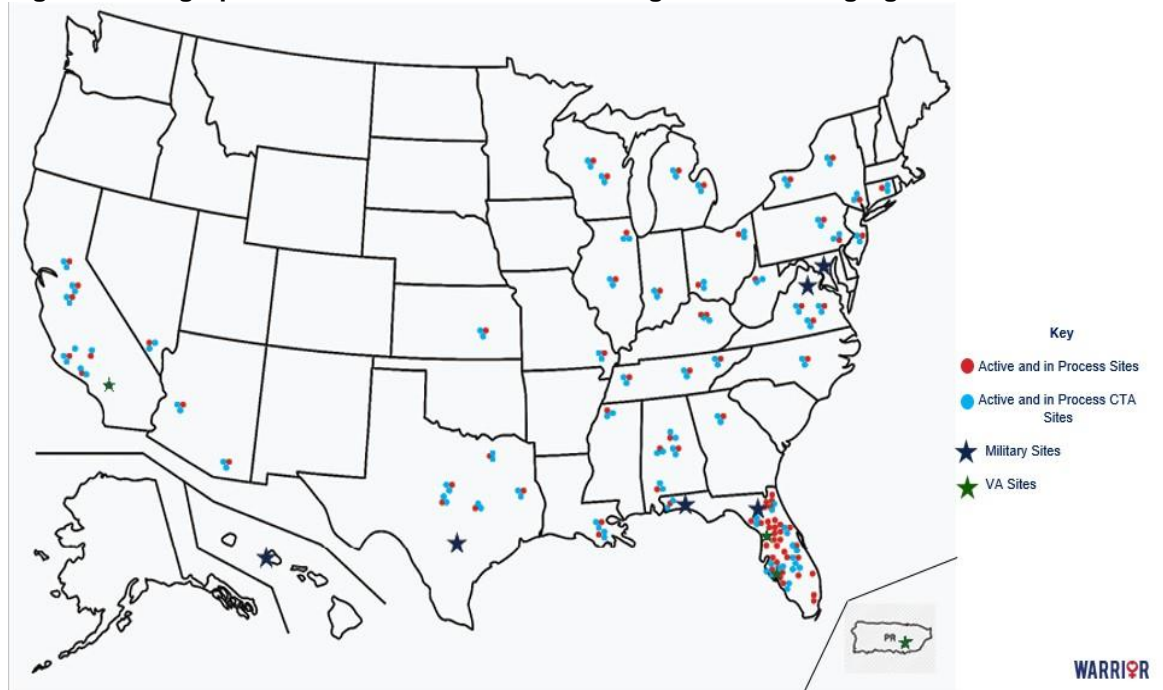 Key
Active and in Process Sites
Active and in Process CTA
Sites
Military Sites
VA Sites
PR
WARRIOR